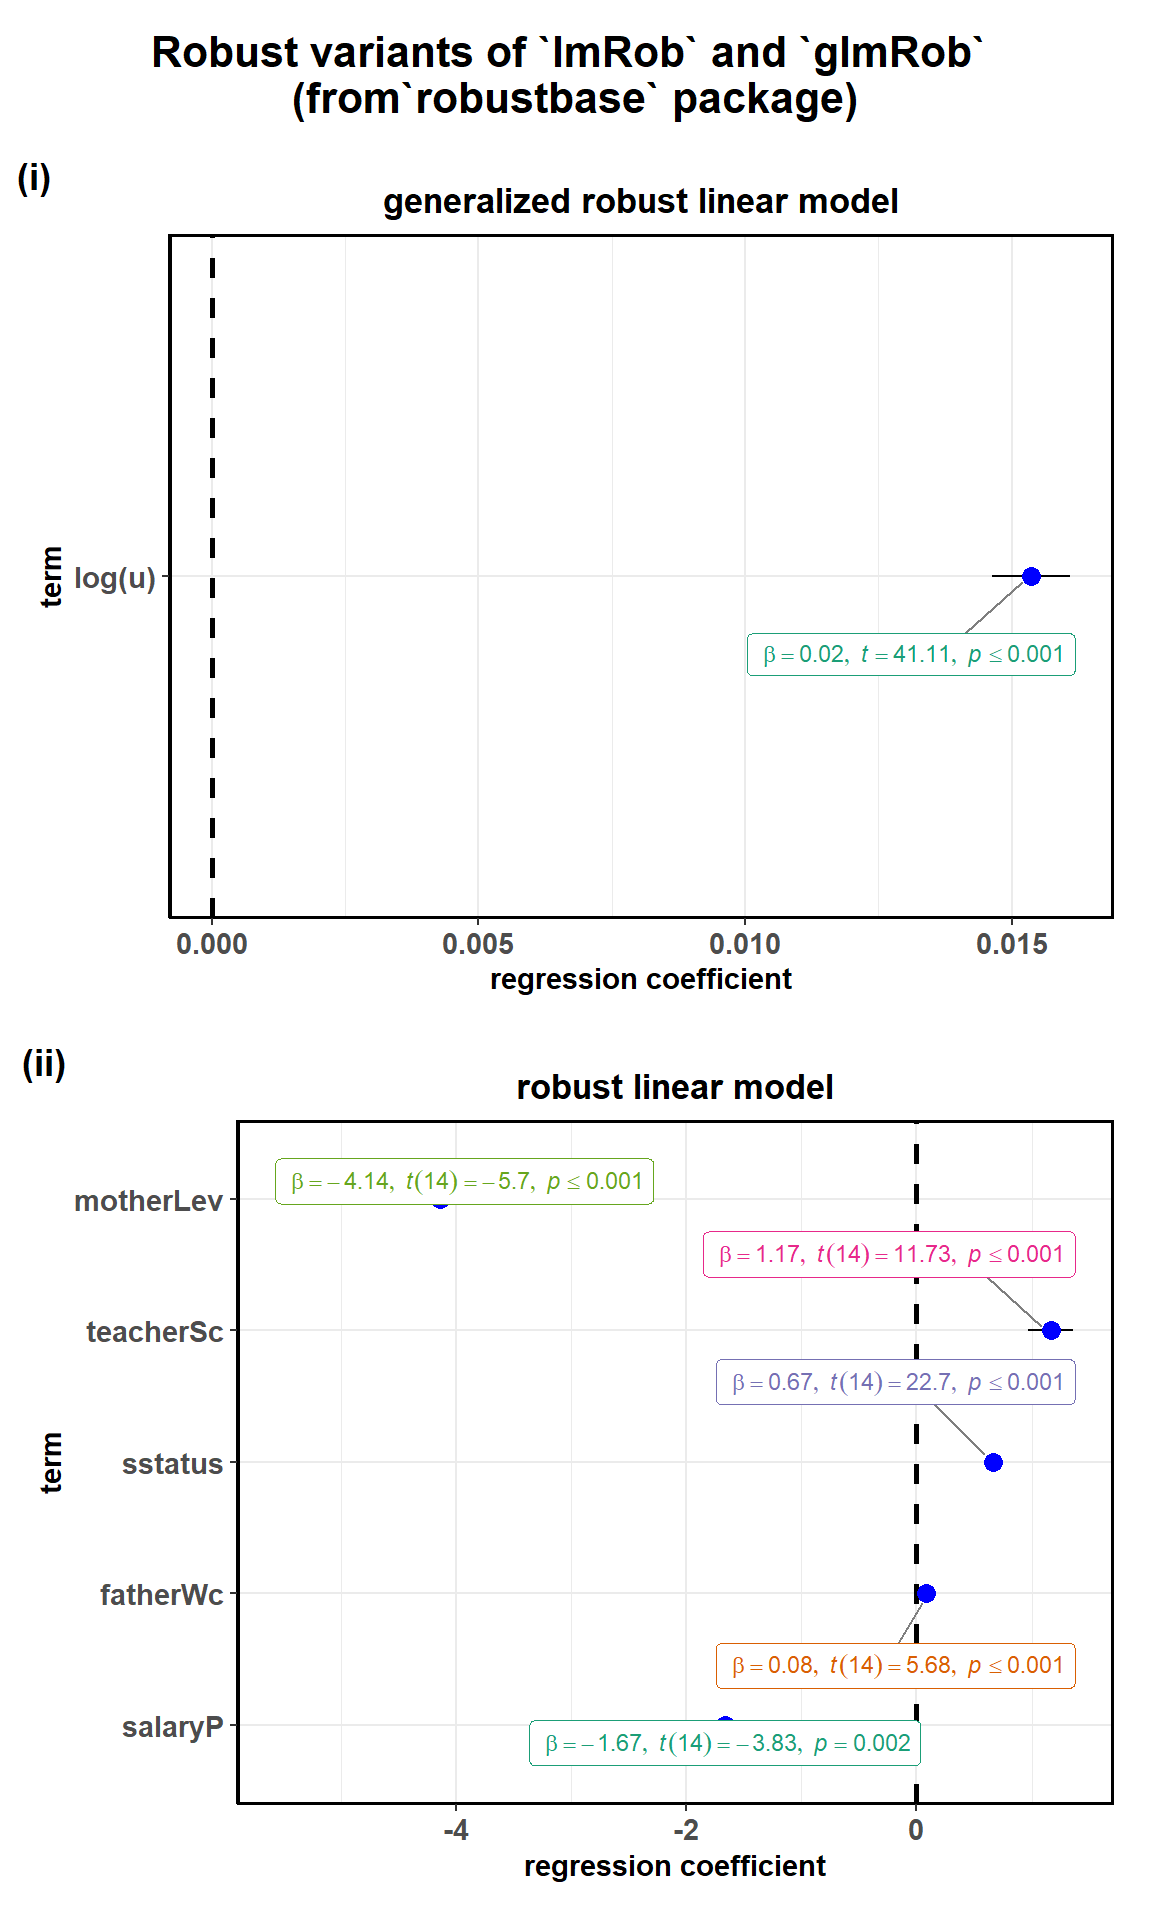 Robust variants of `lmRob` and `glmRob`
(from`robustbase` package)
(i)
generalized robust linear model
term
log(u)
β = 0.02, t = 41.11, p ≤ 0.001
0.000 0.005 0.010 0.015
regression coefficient
(ii)
robust linear model
term
motherLev
β = −4.14, t(14) = −5.7, p ≤ 0.001
β = 1.17, t(14) = 11.73, p ≤ 0.001
teacherSc
β = 0.67, t(14) = 22.7, p ≤ 0.001
sstatus
fatherWc
β = 0.08, t(14) = 5.68, p ≤ 0.001
salaryP
β = −1.67, t(14) = −3.83, p = 0.002
-4 -2 0
regression coefficient